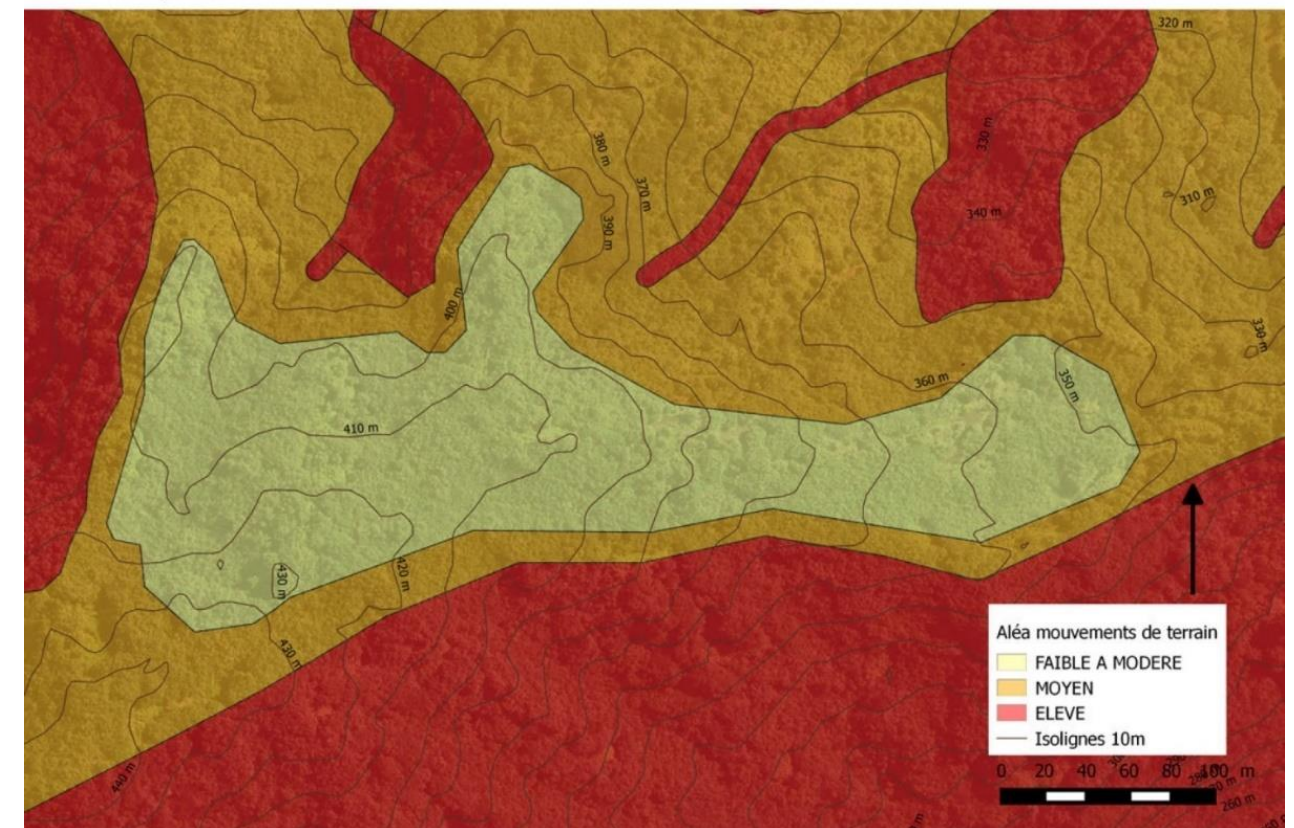 320 m
380 m
330 m
370 m
310 m
340 m
390 m
400 m
330 m
360 m
350 m
410 m
420 m
430 m
430 m
440 m
Aléa mouvements de terrain
FAIBLE A MODERE
MOYEN
ELEVE
Isolignes 10m
0 20 40 60 80 100 m
260 m